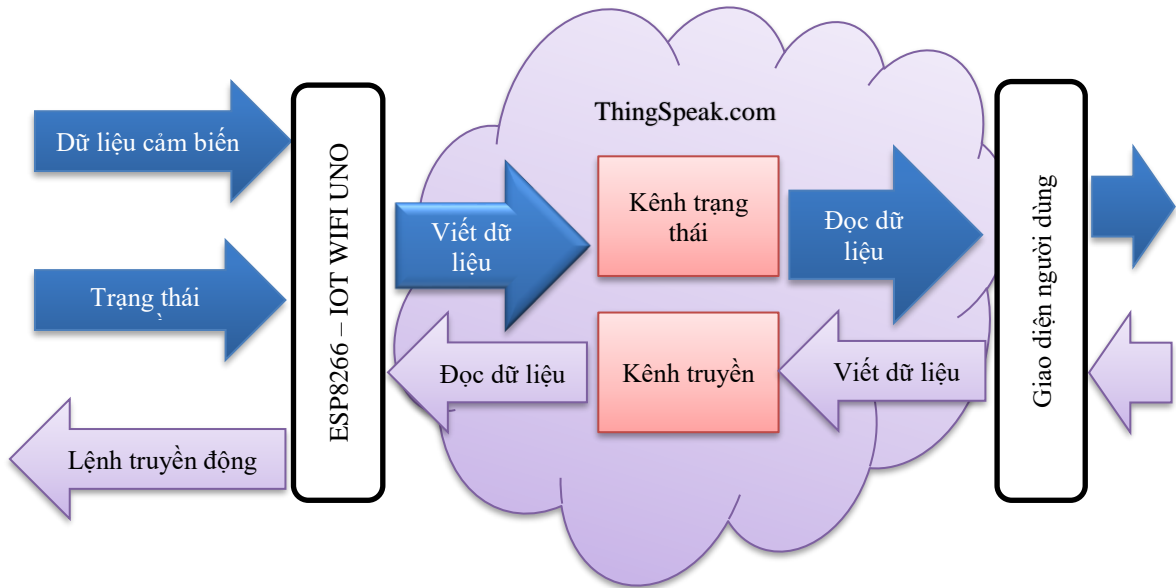 ThingSpeak.com
Dữ liệu cảm biến
Trạng thái
Lệnh truyền động
ESP8266 – IOT WIFI UNO
Viết dữ
liệu
Kênh trạng
thái
Đọc dữ
liệu
Đọc dữ liệu
Kênh truyền
Viết dữ liệu
Giao diện người dùng